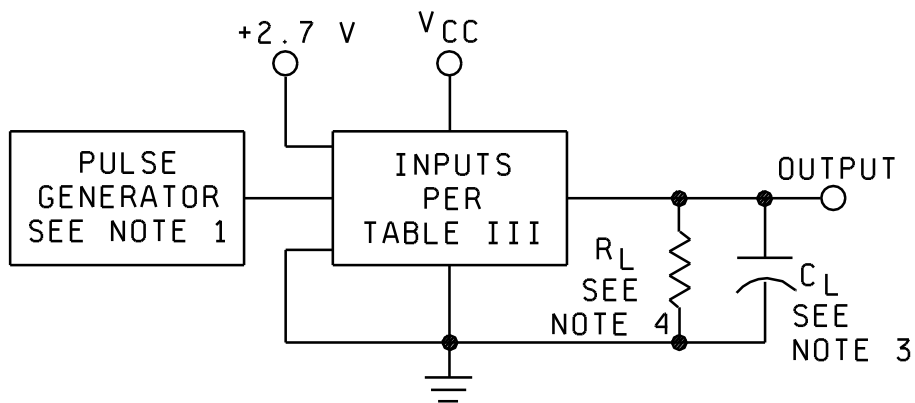 +2.7 V
VCC
PULSE
GENERATOR
SEE NOTE 1
INPUTS
PER
TABLE III
OUTPUT
RL
SEE
NOTE 4
CL
SEE
NOTE 3